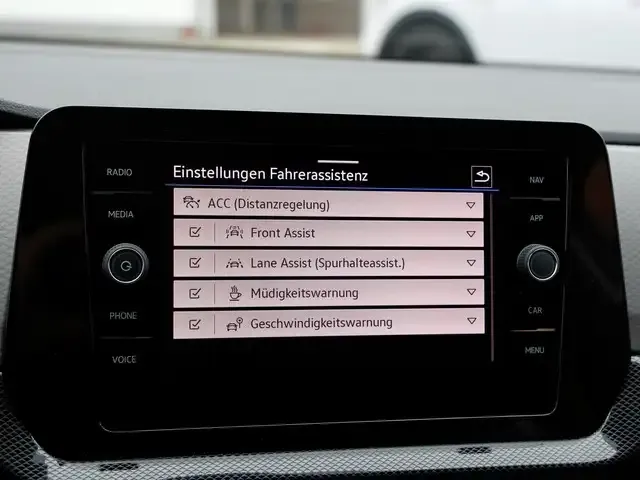 RADIO
MEDIA
PHONE
VOICE
Einstellungen Fahrerassistenz
ACC (Distanzregelung)
Front Assist
Lane Assist (Spurhalteassist.)
Müdigkeitswarnung
Geschwindigkeitswarnung
NAV
APP
CAR
MENU